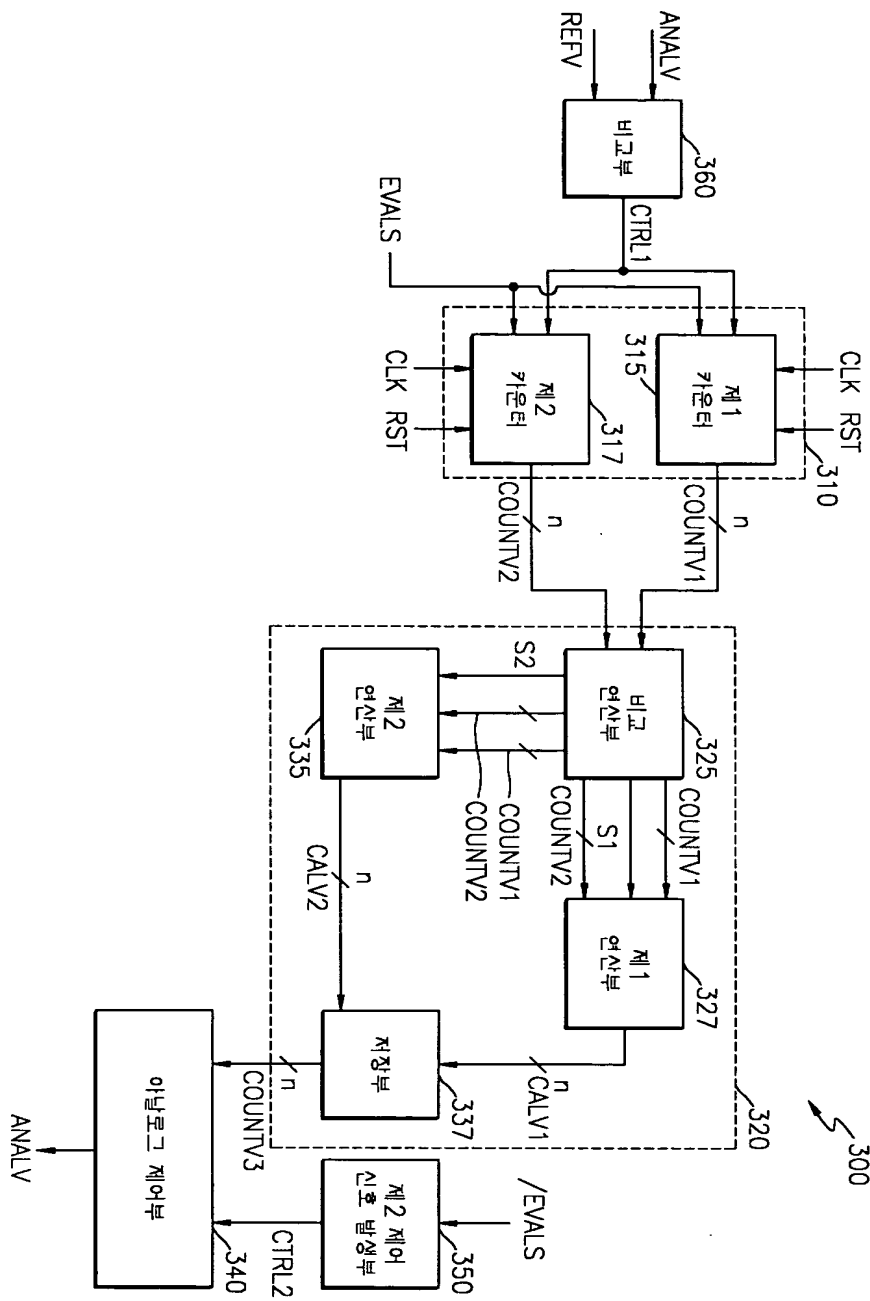 300
ANALV
REFV
비교부
360
CTRL1
EVALS
CLK RST
제1
카운터
315
제2
카운터
317
CLK RST
310
n
COUNTV1
n
COUNTV2
320
비교
연산부
325
COUNTV1
S1
COUNTV2
제1
연산부
327
S2
COUNTV1
COUNTV2
제2
연산부
335
n
CALV1
n
CALV2
저장부
337
n
COUNTV3
/EVALS
제2 제어
신호 발생부
350
CTRL2
아날로그 제어부
340
ANALV